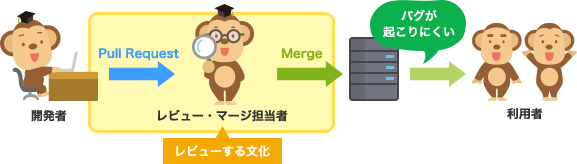 バグが
起こりにくい
Pull Request
Merge
開発者
レビュー・マージ担当者
利用者
レビューする文化